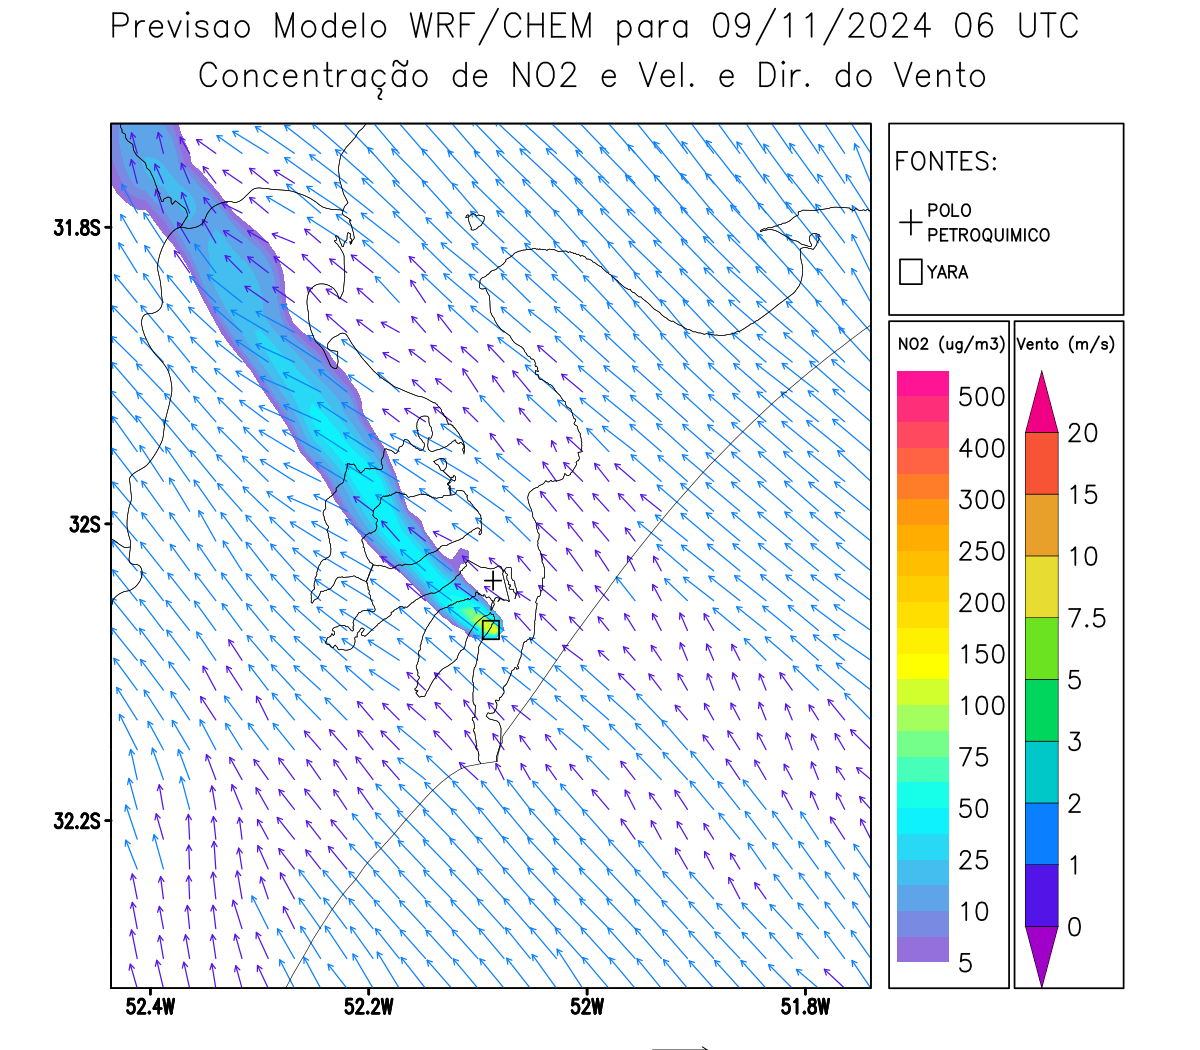 Previsao Modelo WRF/CHEM para 09/11/2024 06 UTC
Concentração de NO2 e Vel. e Dir. do Vento
FONTES:
POLO
PETROQUIMICO
YARA
NO2 (ug/m3)
500
400
300
250
200
150
100
75
50
25
10
5
Vento (m/s)
20
15
10
7.5
5
3
2
1
0
31.8S
32S
32.2S
52.4W
52.2W
52W
51.8W